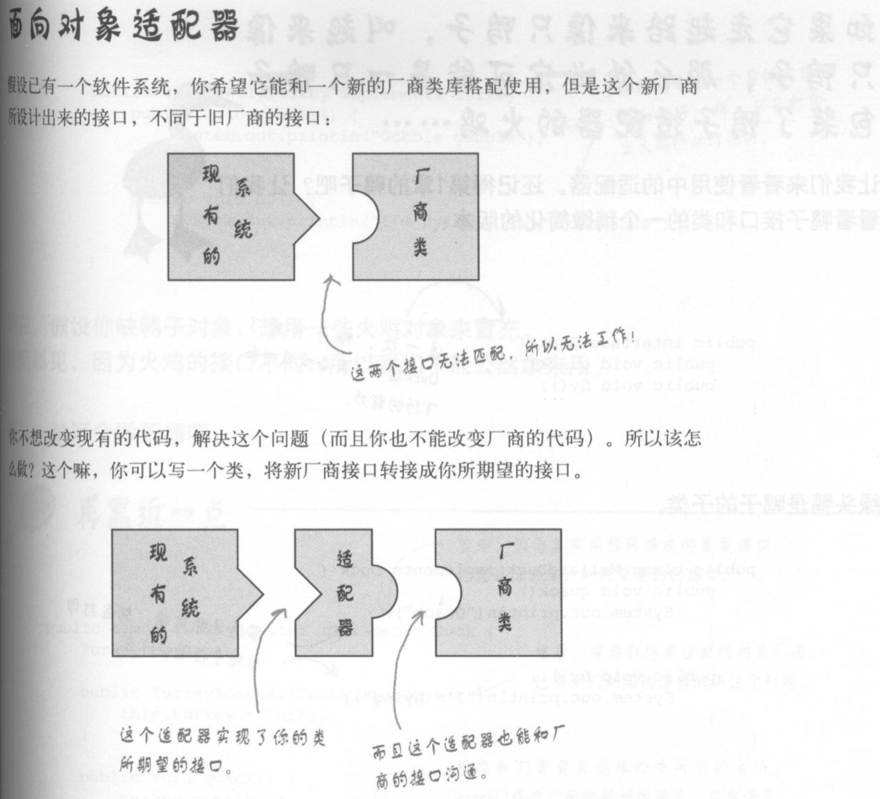 面向对象适配器
假设已有一个软件系统，你希望它能和一个新的厂商类库搭配使用，但是这个新厂商
所设计出来的接口，不同于旧厂商的接口：
现有的
系统
厂商类
这两个接口无法匹配，所以无法工作！
你不想改变现有的代码，解决这个问题（而且你也不能改变厂商的代码）。所以该怎
么做？这个嘛，你可以写一个类，将新厂商接口转接成你所期望的接口。
现有的
系统
适配器
厂商类
这个适配器实现了你的类
所期望的接口。
而且这个适配器也能和厂
商的接口沟通。